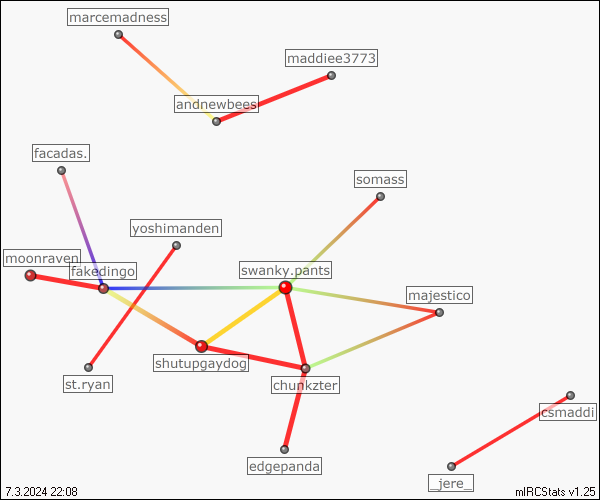 marcemadness
maddiee3773
andnewbees
facadas.
somass
yoshimanden
moonraven
fakedingo
swanky.pants
majestico
shutupgaydog
st.ryan
chunkzter
csmaddi
edgepanda
_jere_
7.3.2024 22:08
mIRCStats v1.25